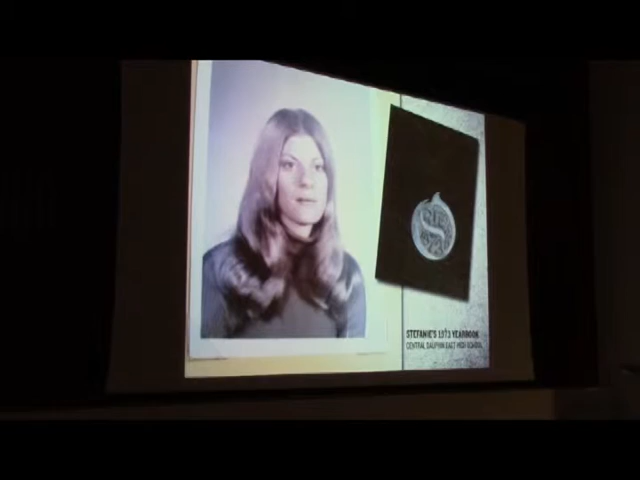 STEFANIE'S 1973 YEARBOOK
CENTRAL DAUPHIN EAST HIGH SCHOOL